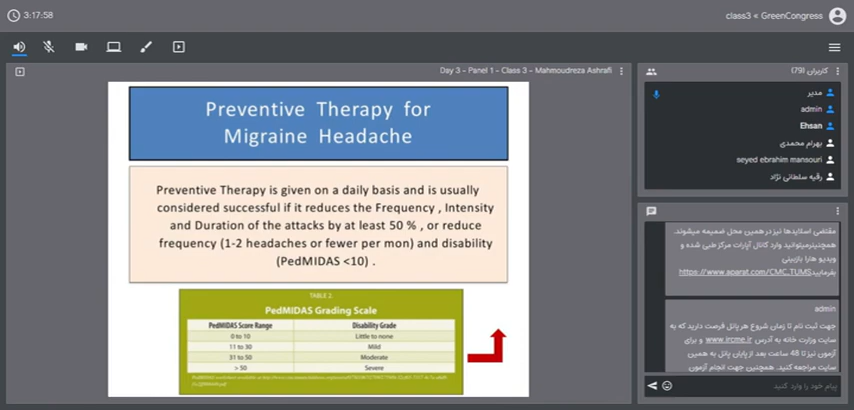 3:17:58
class3 < GreenCongress
Day 3 - Panel 1 - Class 3 - Mahmoudreza Ashrafi
Preventive Therapy for
Migraine Headache
Preventive Therapy is given on a daily basis and is usually
considered successful if it reduces the Frequency , Intensity
and Duration of the attacks by at least 50 % , or reduce
frequency (1-2 headaches or fewer per mon) and disability
(PedMIDAS <10) .
TABLE 2.
PedMIDAS Grading Scale
PedMIDAS Score Range Disability Grade
0 to 10 Little to none
11 to 30 Mild
31 to 50 Moderate
> 50 Severe
کاربران (79)
مدیر
admin
Ehsan
بهرام محمدی
seyed ebrahim mansouri
رقیه سلطانی نژاد
مقتضی اسلایدها نیز در همین محل ضمیمه میشوند.
همچنین میتوانید وارد کانال آپارات مرکز طبی شده و
ویدیو هارا بازبینی
بفرمایید https://www.aparat.com/CMC_TUMS
admin
جهت ثبت نام تا زمان شروع هر پانل فرصت دارید که به
سایت وزارت خانه به آدرس www.ircme.ir و برای
آزمون نیز تا 48 ساعت بعد از پایان پانل به همین
سایت مراجعه کنید. همچنین جهت انجام آزمون
پیام خود را وارد کنید